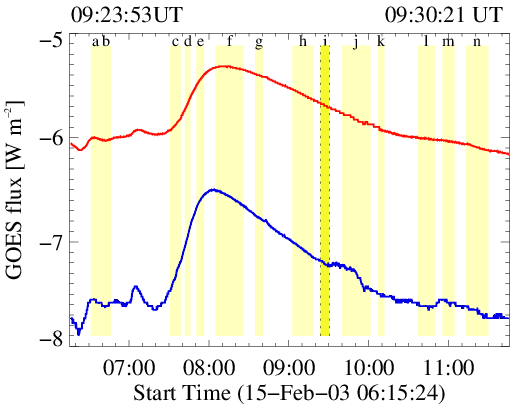 09:23:53UT 09:30:21 UT
a b c d e f g h i j k l m n
−5
−6
−7
−8
GOES flux [W m⁻²]
07:00 08:00 09:00 10:00 11:00
Start Time (15−Feb−03 06:15:24)